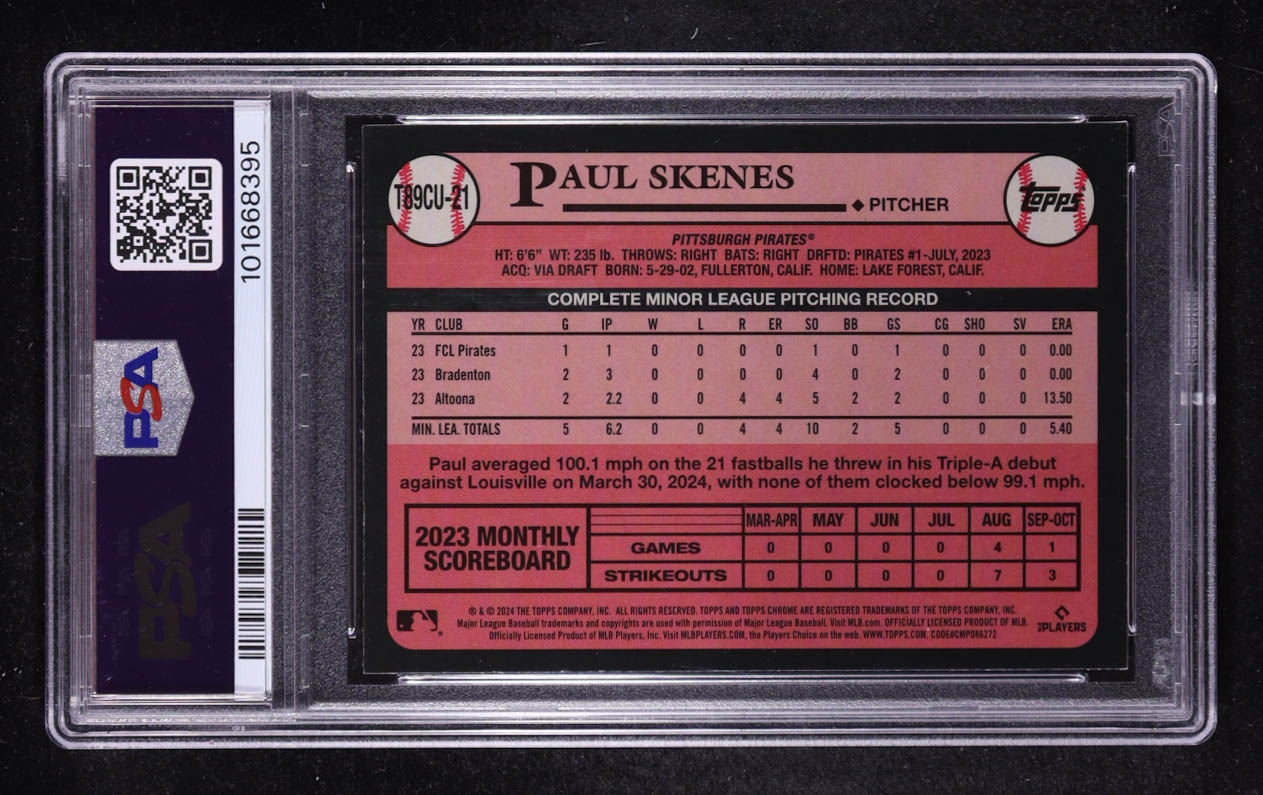 101668395
PSA
PSA
T89CU-21
PAUL SKENES
◆ PITCHER
Topps
PITTSBURGH PIRATES®
HT: 6'6" WT: 235 lb. THROWS: RIGHT BATS: RIGHT DRFTD: PIRATES #1-JULY, 2023
ACQ: VIA DRAFT BORN: 5-29-02, FULLERTON, CALIF. HOME: LAKE FOREST, CALIF.
COMPLETE MINOR LEAGUE PITCHING RECORD
YR CLUB G IP W L R ER SO BB GS CG SHO SV ERA
23 FCL Pirates 1 1 0 0 0 0 1 0 1 0 0 0 0.00
23 Bradenton 2 3 0 0 0 0 4 0 2 0 0 0 0.00
23 Altoona 2 2.2 0 0 4 4 5 2 2 0 0 0 13.50
MIN. LEA. TOTALS 5 6.2 0 0 4 4 10 2 5 0 0 0 5.40
Paul averaged 100.1 mph on the 21 fastballs he threw in his Triple-A debut
against Louisville on March 30, 2024, with none of them clocked below 99.1 mph.
2023 MONTHLY
SCOREBOARD
MAR-APR MAY JUN JUL AUG SEP-OCT
GAMES 0 0 0 0 4 1
STRIKEOUTS 0 0 0 0 7 3
® & © 2024 THE TOPPS COMPANY, INC. ALL RIGHTS RESERVED. TOPPS AND TOPPS CHROME ARE REGISTERED TRADEMARKS OF THE TOPPS COMPANY, INC.
Major League Baseball trademarks and copyrights are used with permission of Major League Baseball. Visit MLB.com. OFFICIALLY LICENSED PRODUCT OF MLB
Officially Licensed Product of MLB Players, Inc. Visit MLBPLAYERS.COM, the Players Choice on the web. WWW.TOPPS.COM. CODE#CMP086272
PLAYERS
PSA